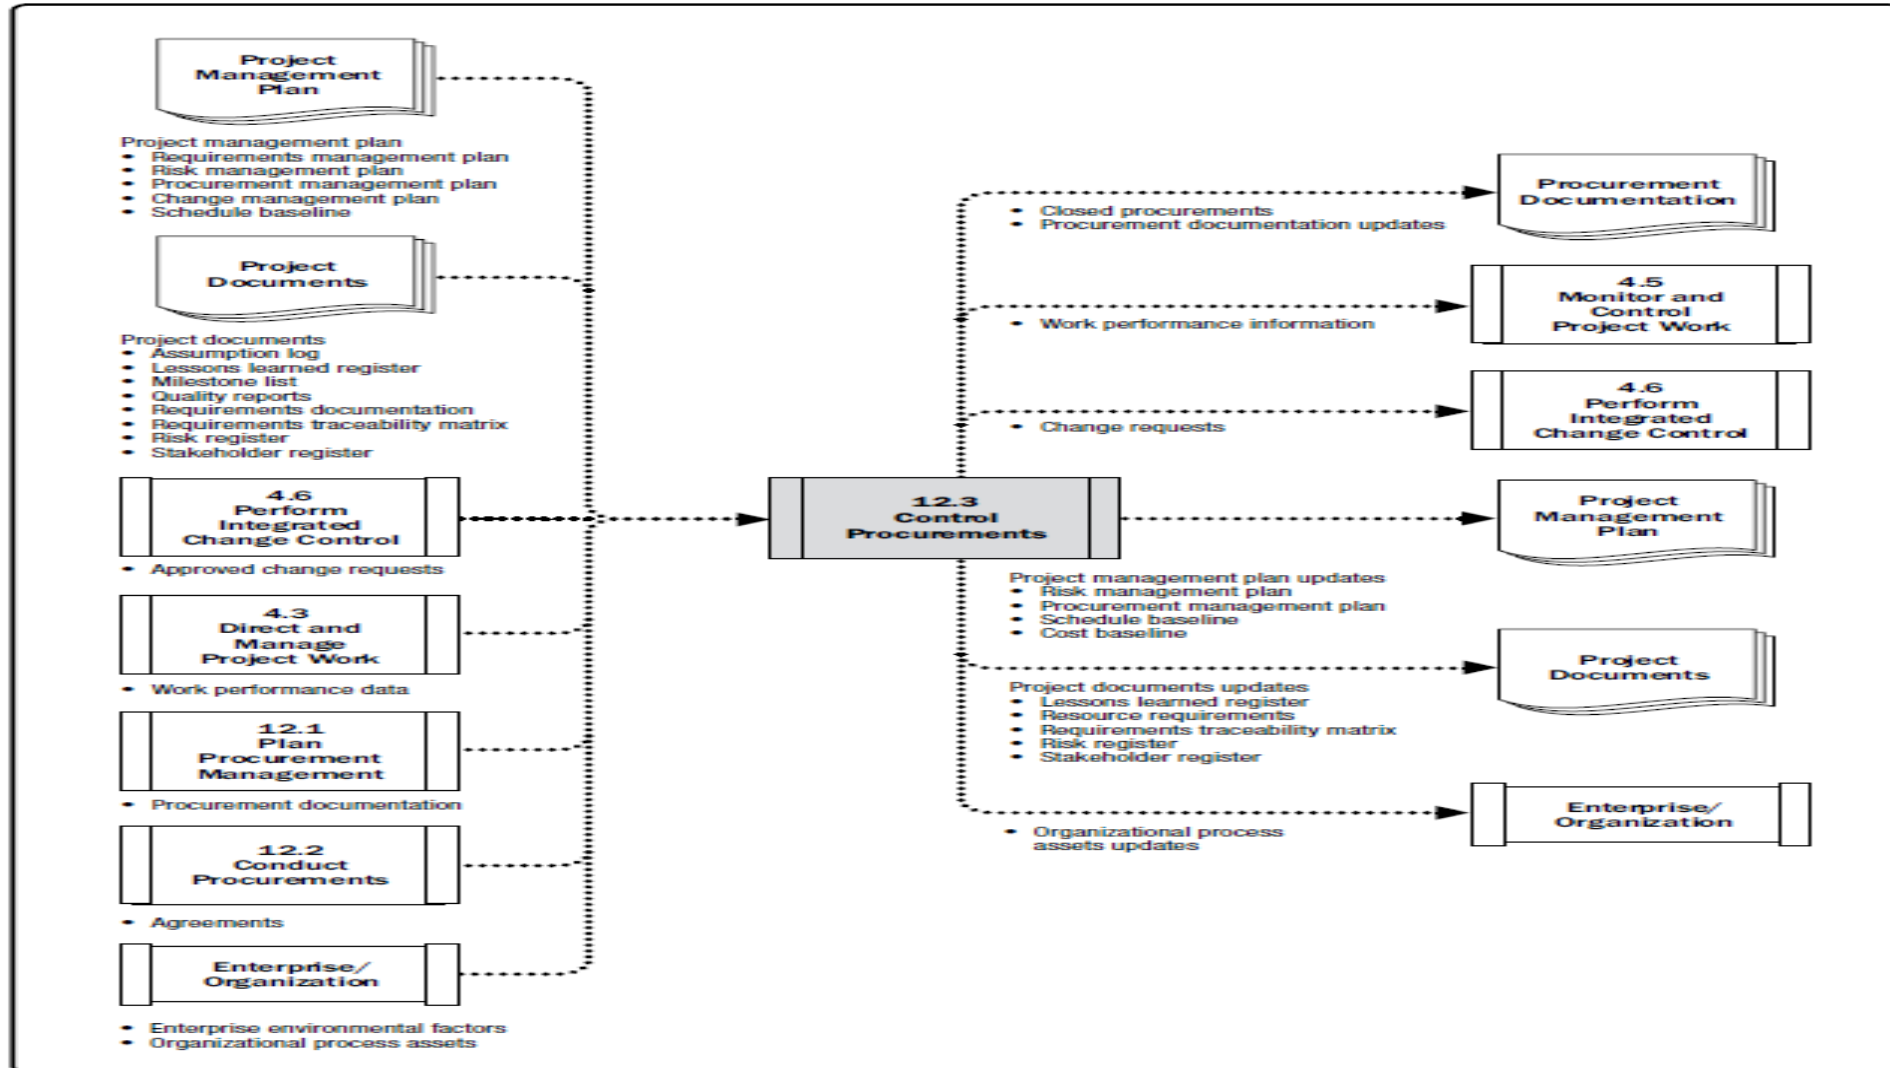 Project
Management
Plan
Project management plan
• Requirements management plan
• Risk management plan
• Procurement management plan
• Change management plan
• Schedule baseline
Project
Documents
Project documents
• Assumption log
• Lessons learned register
• Milestone list
• Quality reports
• Requirements documentation
• Requirements traceability matrix
• Risk register
• Stakeholder register
4.6
Perform
Integrated
Change Control
• Approved change requests
4.3
Direct and
Manage
Project Work
• Work performance data
12.1
Plan
Procurement
Management
• Procurement documentation
12.2
Conduct
Procurements
• Agreements
Enterprise/
Organization
• Enterprise environmental factors
• Organizational process assets
12.3
Control
Procurements
• Closed procurements
• Procurement documentation updates
Procurement
Documentation
• Work performance information
4.5
Monitor and
Control
Project Work
• Change requests
4.6
Perform
Integrated
Change Control
Project
Management
Plan
Project management plan updates
• Risk management plan
• Procurement management plan
• Schedule baseline
• Cost baseline
Project
Documents
Project documents updates
• Lessons learned register
• Resource requirements
• Requirements traceability matrix
• Risk register
• Stakeholder register
Enterprise/
Organization
• Organizational process
assets updates